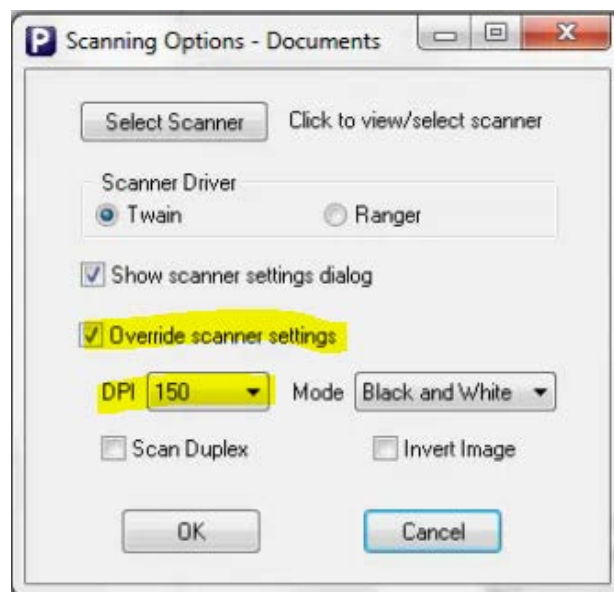 P Scanning Options - Documents
Select Scanner Click to view/select scanner
Scanner Driver
Twain Ranger
Show scanner settings dialog
Override scanner settings
DPI 150 Mode Black and White
Scan Duplex Invert Image
OK Cancel